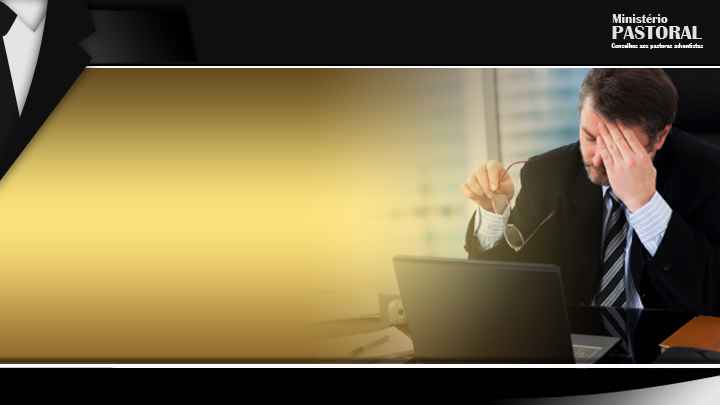 Ministério
PASTORAL
Conselhos aos pastores adventistas